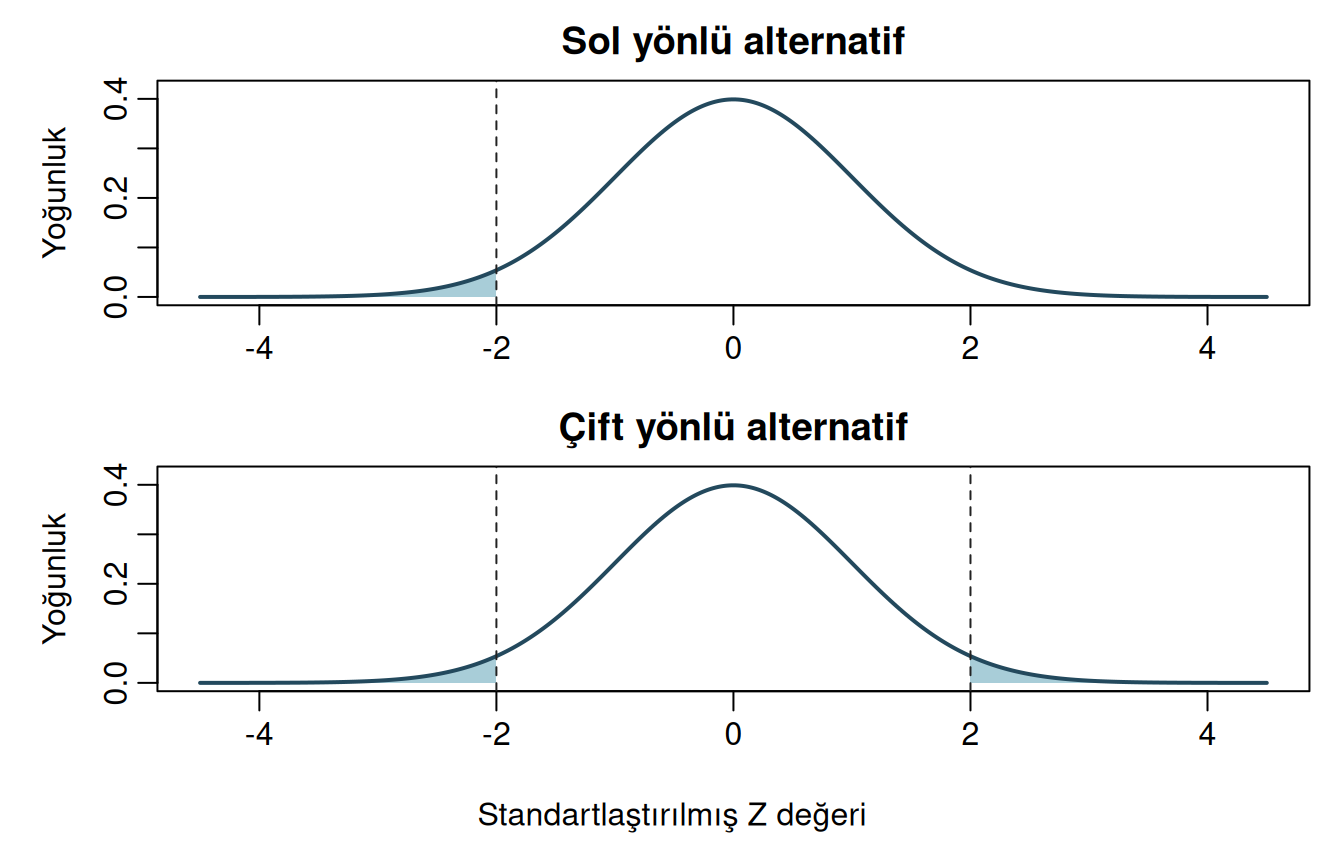 Sol yönlü alternatif
Yoğunluk
0.0 0.2 0.4
-4 -2 0 2 4
Çift yönlü alternatif
Yoğunluk
0.0 0.2 0.4
-4 -2 0 2 4
Standartlaştırılmış Z değeri